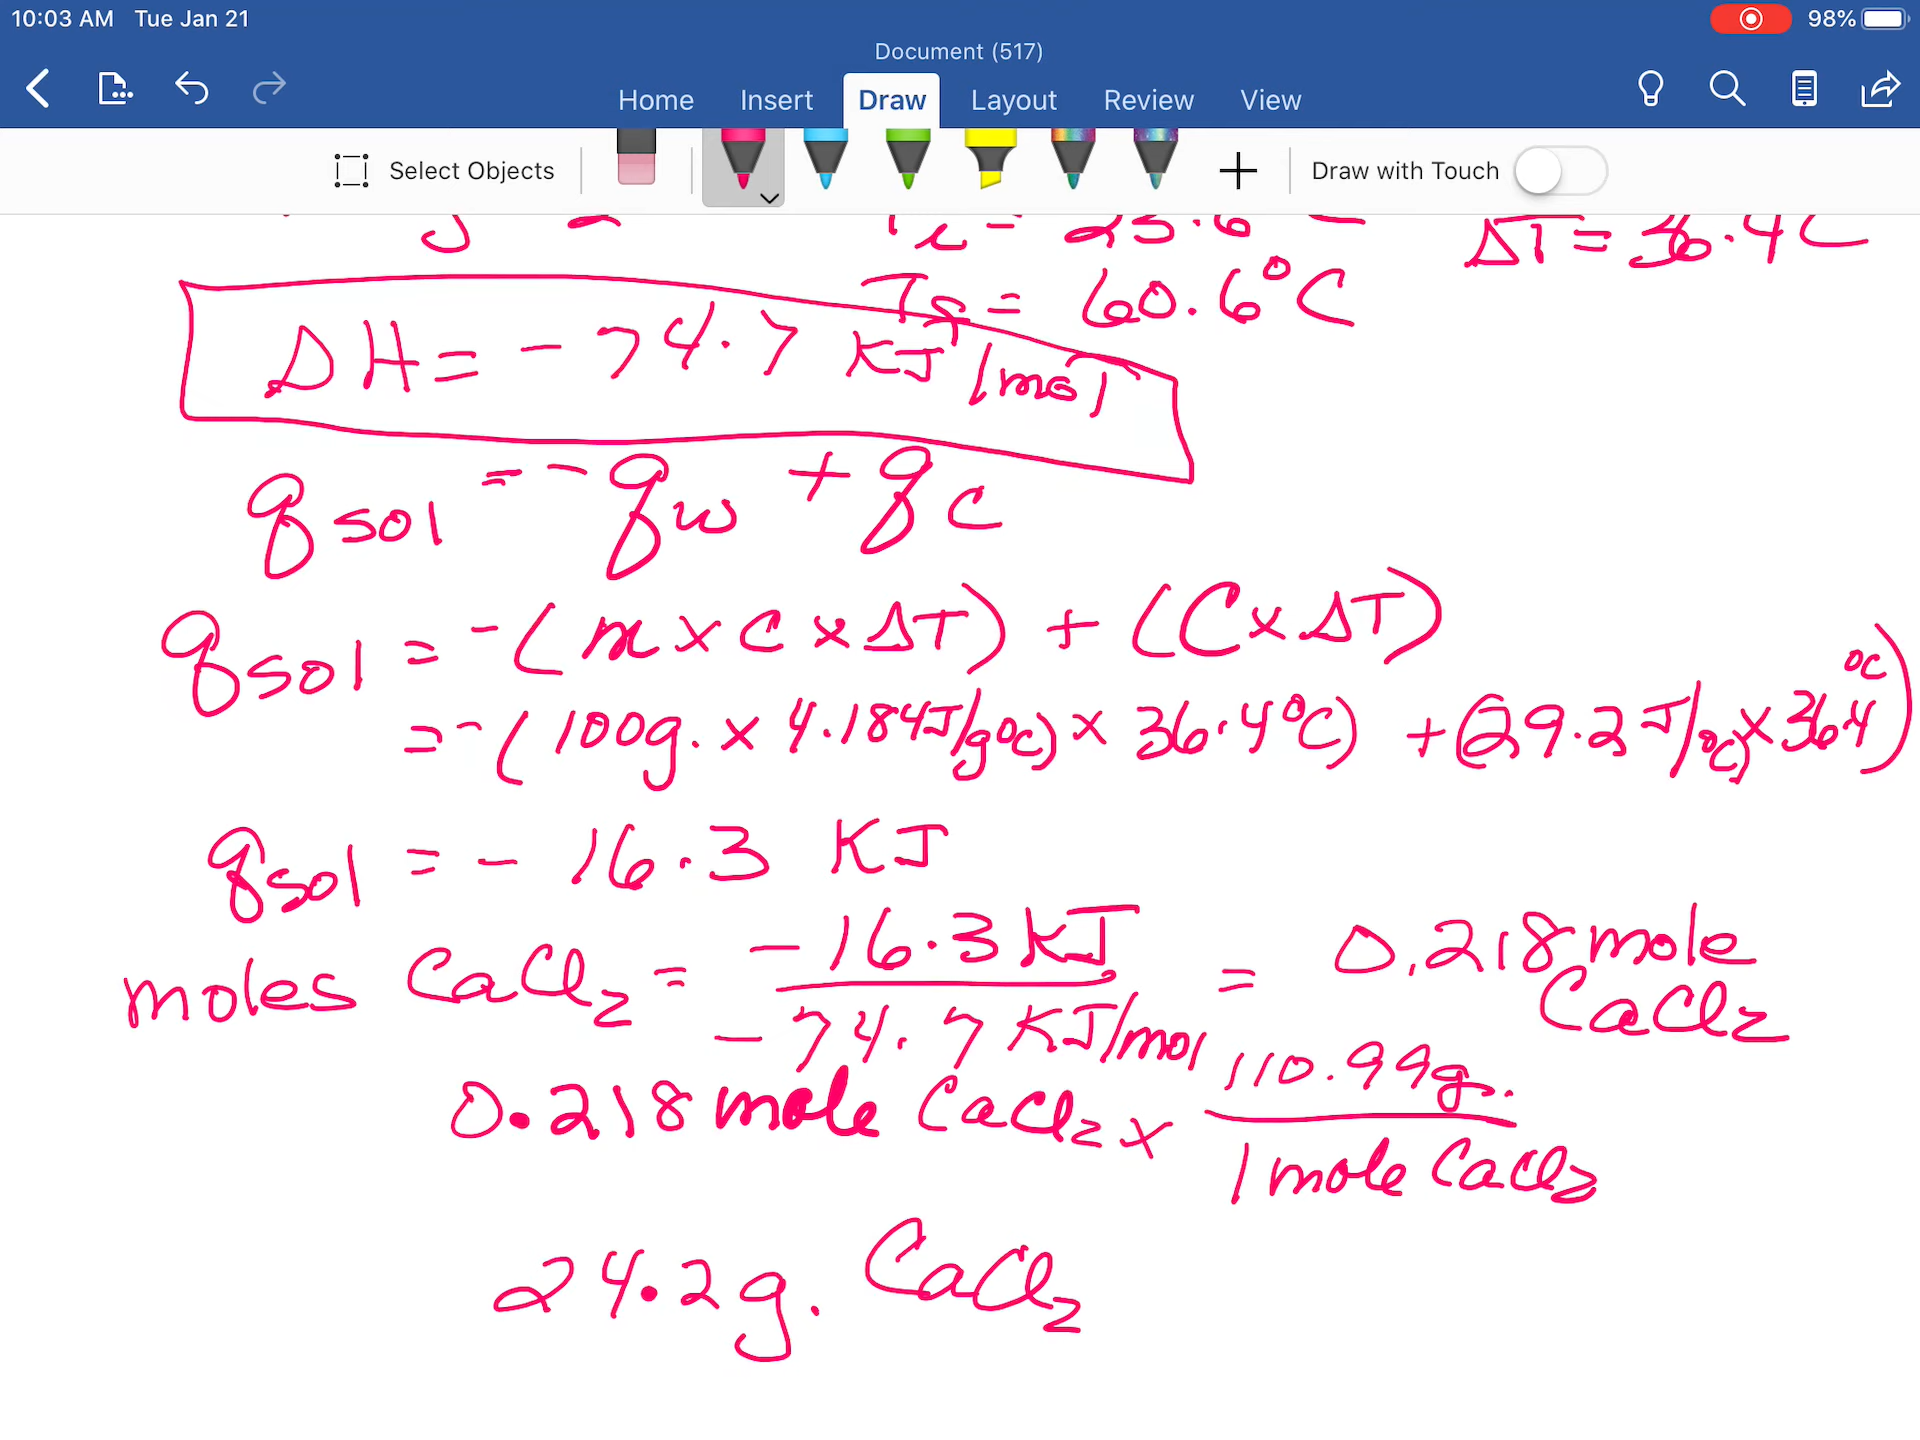 10:03 AM Tue Jan 21
98%
Document (517)
Home Insert Draw Layout Review View
Select Objects
Draw with Touch
ΔT = 36.4 C
Tf = 60.6°C
ΔH = - 74.7 KJ/mol
qsol = - qw + qc
qsol = -( m x C x ΔT) + (C x ΔT)
= -( 100g. x 4.184J/g°C) x 36.4°C) + (29.2 J/°C) x 36.4 °C)
qsol = - 16.3 KJ
moles CaCl2 = - 16.3 KJ / - 74.7 KJ/mol = 0.218 mole CaCl2
0.218 mole CaCl2 x 110.99g. / 1 mole CaCl2
24.2 g. CaCl2